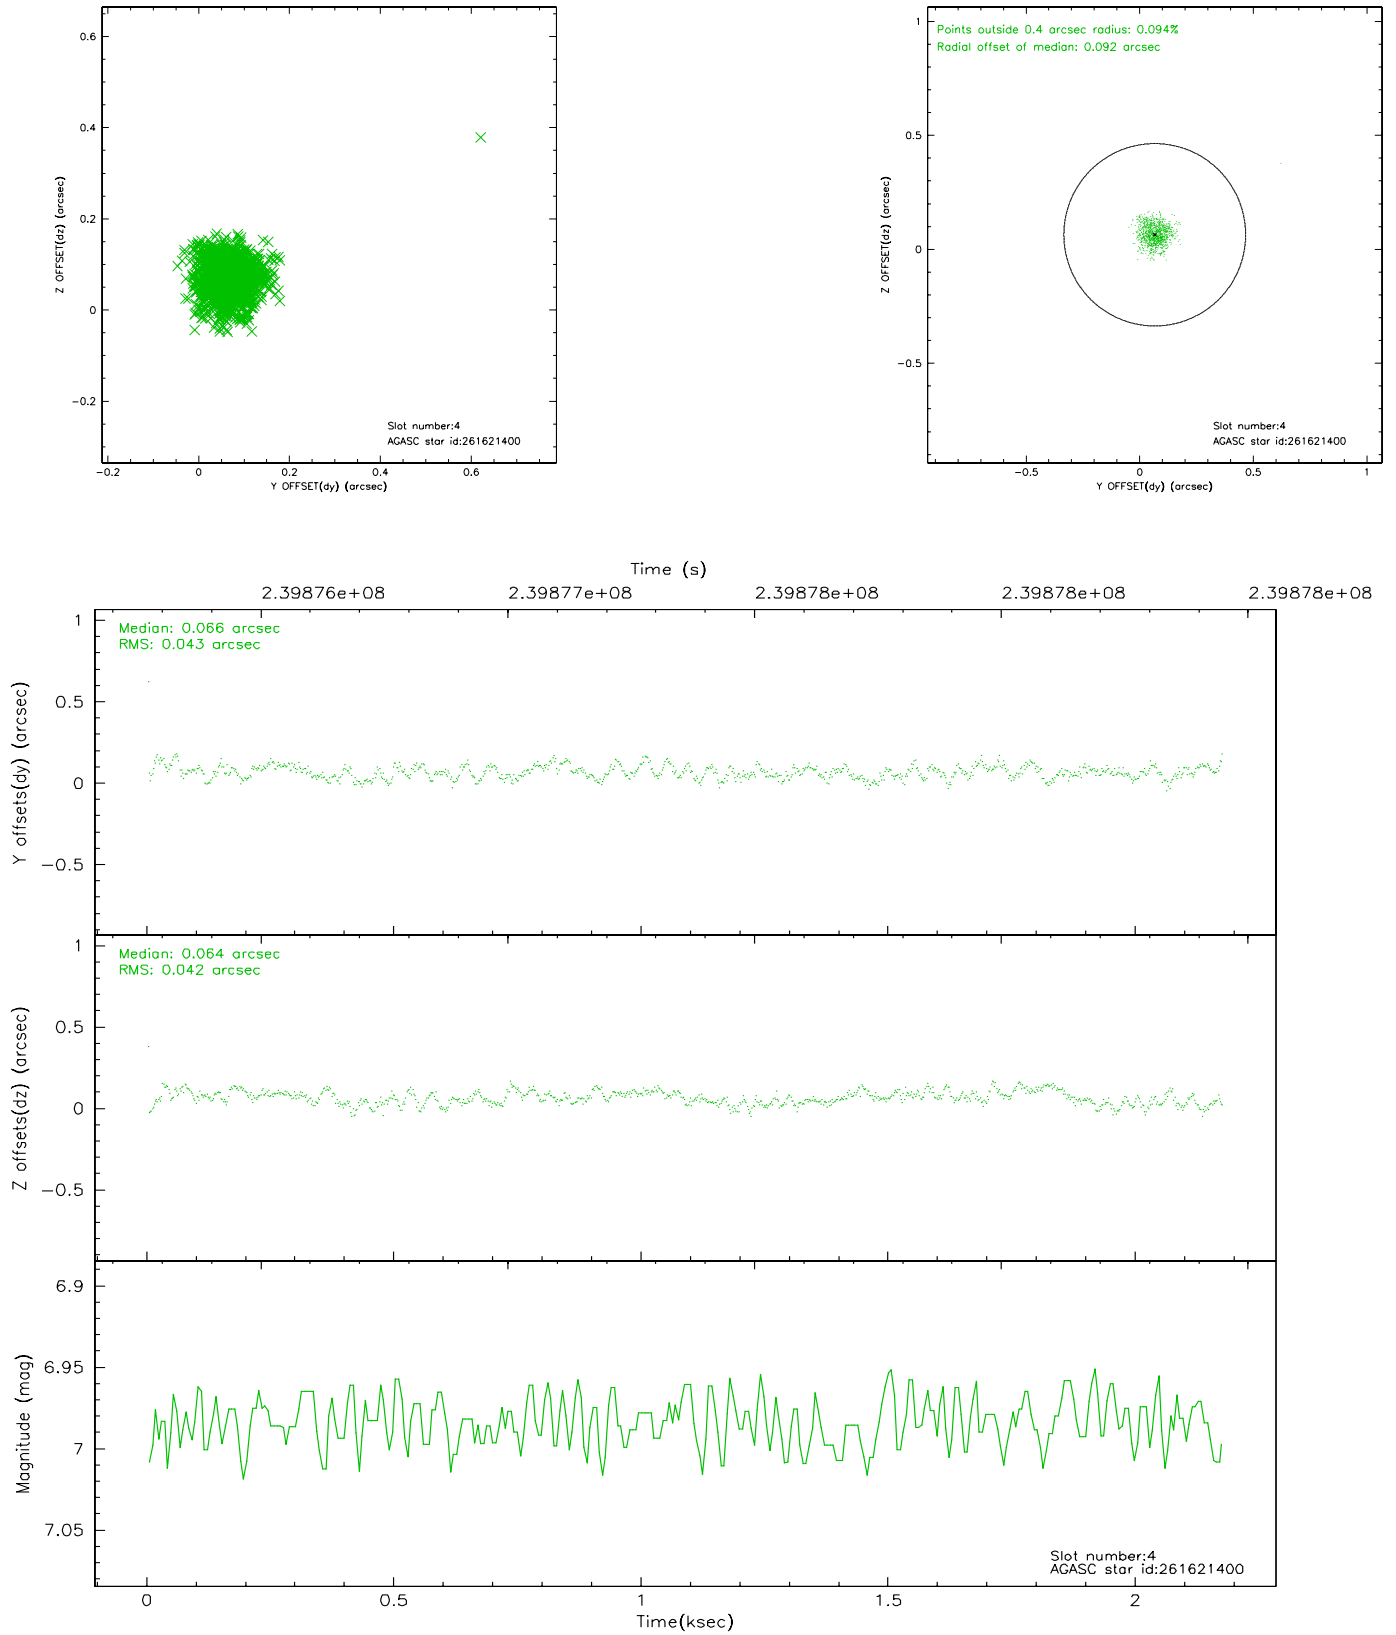 0.6
0.4
0.2
0
−0.2
Z OFFSET(dz) (arcsec)
Slot number:4
AGASC star id:261621400
−0.2 0 0.2 0.4 0.6
Y OFFSET(dy) (arcsec)
Points outside 0.4 arcsec radius: 0.094%
Radial offset of median: 0.092 arcsec
1
0.5
0
−0.5
Z OFFSET(dz) (arcsec)
Slot number:4
AGASC star id:261621400
−0.5 0 0.5 1
Y OFFSET(dy) (arcsec)
Time (s)
2.39876e+08 2.39877e+08 2.39878e+08 2.39878e+08 2.39878e+08
Median: 0.066 arcsec
RMS: 0.043 arcsec
1
0.5
0
−0.5
Y offsets(dy) (arcsec)
Median: 0.064 arcsec
RMS: 0.042 arcsec
1
0.5
0
−0.5
Z offsets(dz) (arcsec)
6.9
6.95
7
7.05
Magnitude (mag)
Slot number:4
AGASC star id:261621400
0 0.5 1 1.5 2
Time(ksec)